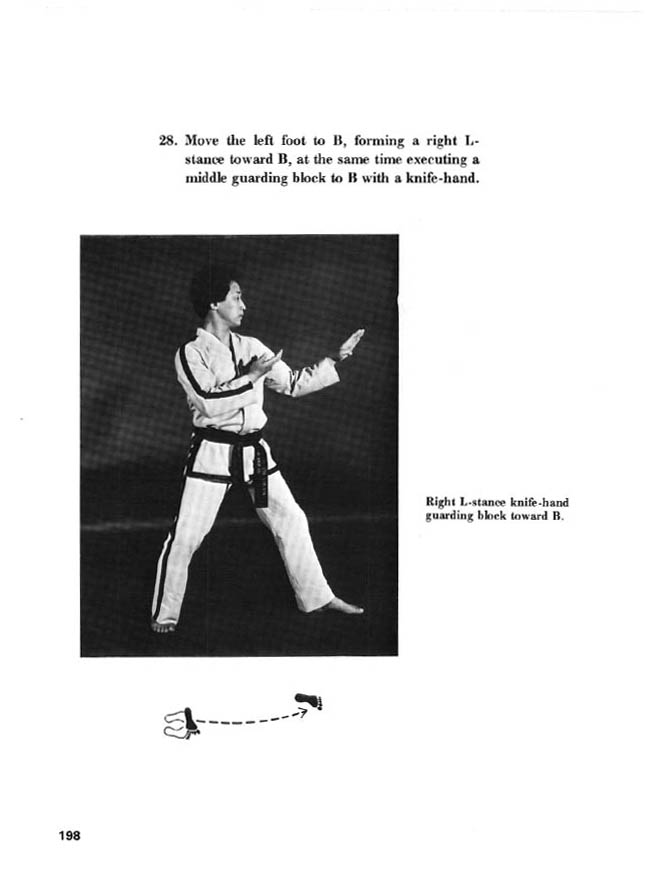 28. Move the left foot to B, forming a right L-
stance toward B, at the same time executing a
middle guarding block to B with a knife-hand.
Right L-stance knife-hand
guarding block toward B.
198